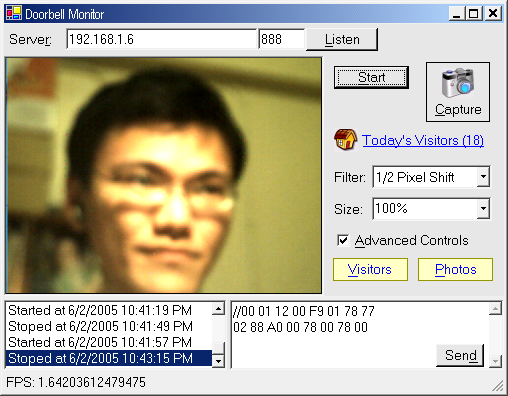 Doorbell Monitor
Server: 192.168.1.6 888 Listen
Start
Capture
Today's Visitors (18)
Filter: 1/2 Pixel Shift
Size: 100%
Advanced Controls
Visitors Photos
Started at 6/2/2005 10:41:19 PM
Stoped at 6/2/2005 10:41:49 PM
Started at 6/2/2005 10:41:57 PM
Stoped at 6/2/2005 10:43:15 PM
//00 01 12 00 F9 01 78 77
02 88 A0 00 78 00 78 00
Send
FPS: 1.64203612479475